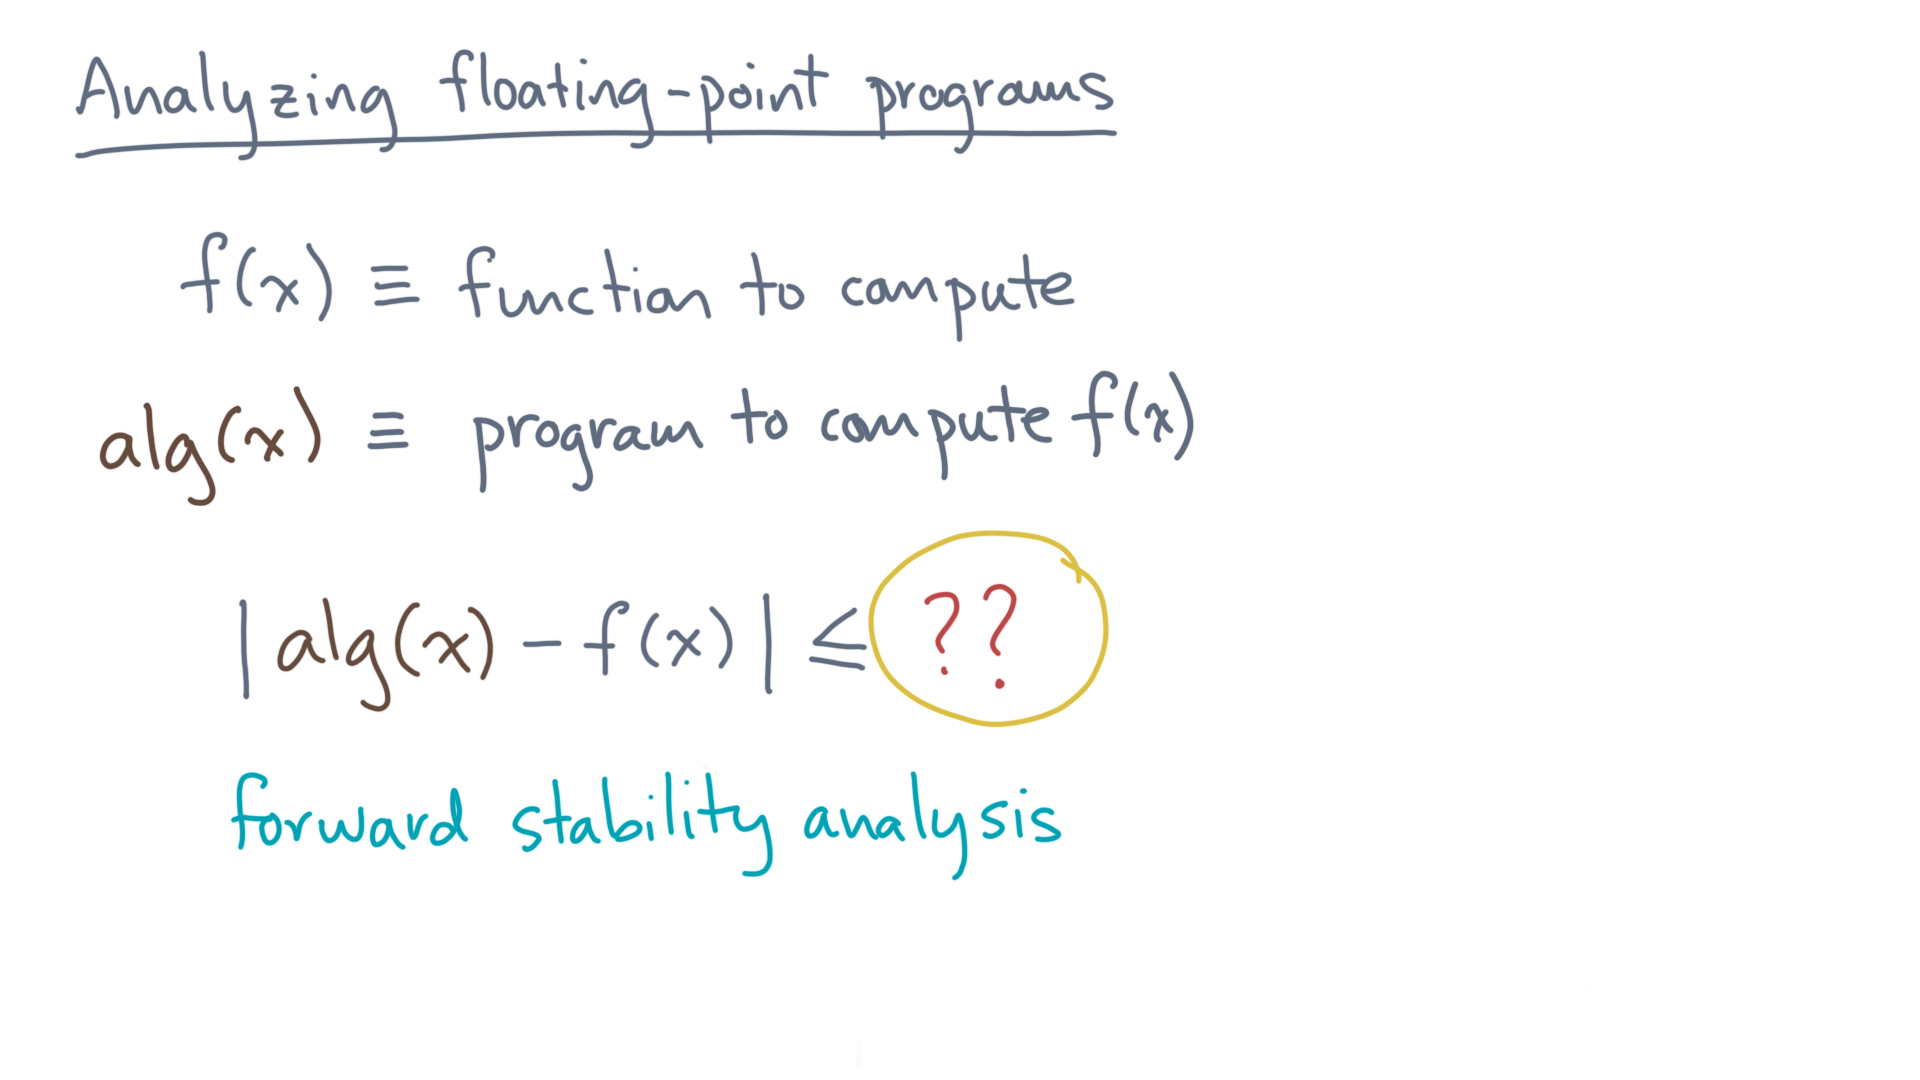 Analyzing floating-point programs
f(x) ≡ function to compute
alg(x) ≡ program to compute f(x)
| alg(x) - f(x) | ≤ ??
forward stability analysis